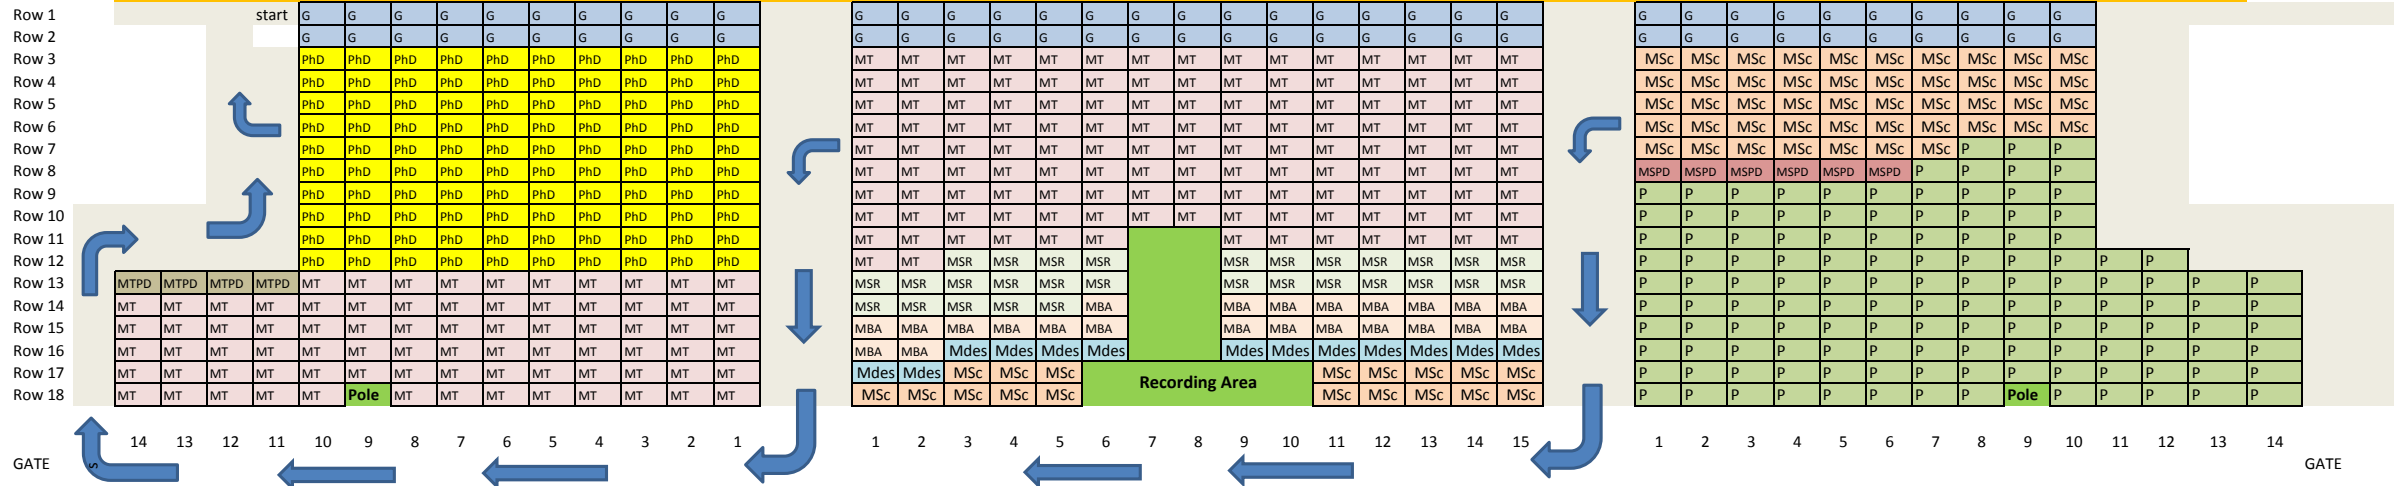 Row 1 start G G G G G G G G G G G G G G G G G G G G G G G G G G G G G G G G G G G
Row 2 G G G G G G G G G G G G G G G G G G G G G G G G G G G G G G G G G G G
Row 3 PhD PhD PhD PhD PhD PhD PhD PhD PhD PhD MT MT MT MT MT MT MT MT MT MT MT MT MT MT MT MSc MSc MSc MSc MSc MSc MSc MSc MSc MSc
Row 4 PhD PhD PhD PhD PhD PhD PhD PhD PhD PhD MT MT MT MT MT MT MT MT MT MT MT MT MT MT MT MSc MSc MSc MSc MSc MSc MSc MSc MSc MSc
Row 5 PhD PhD PhD PhD PhD PhD PhD PhD PhD PhD MT MT MT MT MT MT MT MT MT MT MT MT MT MT MT MSc MSc MSc MSc MSc MSc MSc MSc MSc MSc
Row 6 PhD PhD PhD PhD PhD PhD PhD PhD PhD PhD MT MT MT MT MT MT MT MT MT MT MT MT MT MT MT MSc MSc MSc MSc MSc MSc MSc MSc MSc MSc
Row 7 PhD PhD PhD PhD PhD PhD PhD PhD PhD PhD MT MT MT MT MT MT MT MT MT MT MT MT MT MT MT MSc MSc MSc MSc MSc MSc MSc P P P
Row 8 PhD PhD PhD PhD PhD PhD PhD PhD PhD PhD MT MT MT MT MT MT MT MT MT MT MT MT MT MT MT MSPD MSPD MSPD MSPD MSPD MSPD P P P P
Row 9 PhD PhD PhD PhD PhD PhD PhD PhD PhD PhD MT MT MT MT MT MT MT MT MT MT MT MT MT MT MT P P P P P P P P P P
Row 10 PhD PhD PhD PhD PhD PhD PhD PhD PhD PhD MT MT MT MT MT MT MT MT MT MT MT MT MT MT MT P P P P P P P P P P
Row 11 PhD PhD PhD PhD PhD PhD PhD PhD PhD PhD MT MT MT MT MT MT MT MT MT MT MT MT MT P P P P P P P P P P
Row 12 PhD PhD PhD PhD PhD PhD PhD PhD PhD PhD MT MT MSR MSR MSR MSR MSR MSR MSR MSR MSR MSR MSR P P P P P P P P P P P P
Row 13 MTPD MTPD MTPD MTPD MT MT MT MT MT MT MT MT MT MT MSR MSR MSR MSR MSR MSR MSR MSR MSR MSR MSR MSR MSR P P P P P P P P P P P P P P
Row 14 MT MT MT MT MT MT MT MT MT MT MT MT MT MT MSR MSR MSR MSR MSR MBA MBA MBA MBA MBA MBA MBA MBA P P P P P P P P P P P P P P
Row 15 MT MT MT MT MT MT MT MT MT MT MT MT MT MT MBA MBA MBA MBA MBA MBA MBA MBA MBA MBA MBA MBA MBA P P P P P P P P P P P P P P
Row 16 MT MT MT MT MT MT MT MT MT MT MT MT MT MT MBA MBA Mdes Mdes Mdes Mdes Mdes Mdes Mdes Mdes Mdes Mdes Mdes P P P P P P P P P P P P P P
Row 17 MT MT MT MT MT MT MT MT MT MT MT MT MT MT Mdes Mdes MSc MSc MSc MSc MSc MSc MSc MSc P P P P P P P P P P P P P P
Recording Area
Row 18 MT MT MT MT MT Pole MT MT MT MT MT MT MT MT MSc MSc MSc MSc MSc MSc MSc MSc MSc MSc P P P P P P P P Pole P P P P P
14 13 12 11 10 9 8 7 6 5 4 3 2 1 1 2 3 4 5 6 7 8 9 10 11 12 13 14 15 1 2 3 4 5 6 7 8 9 10 11 12 13 14
GATE S GATE